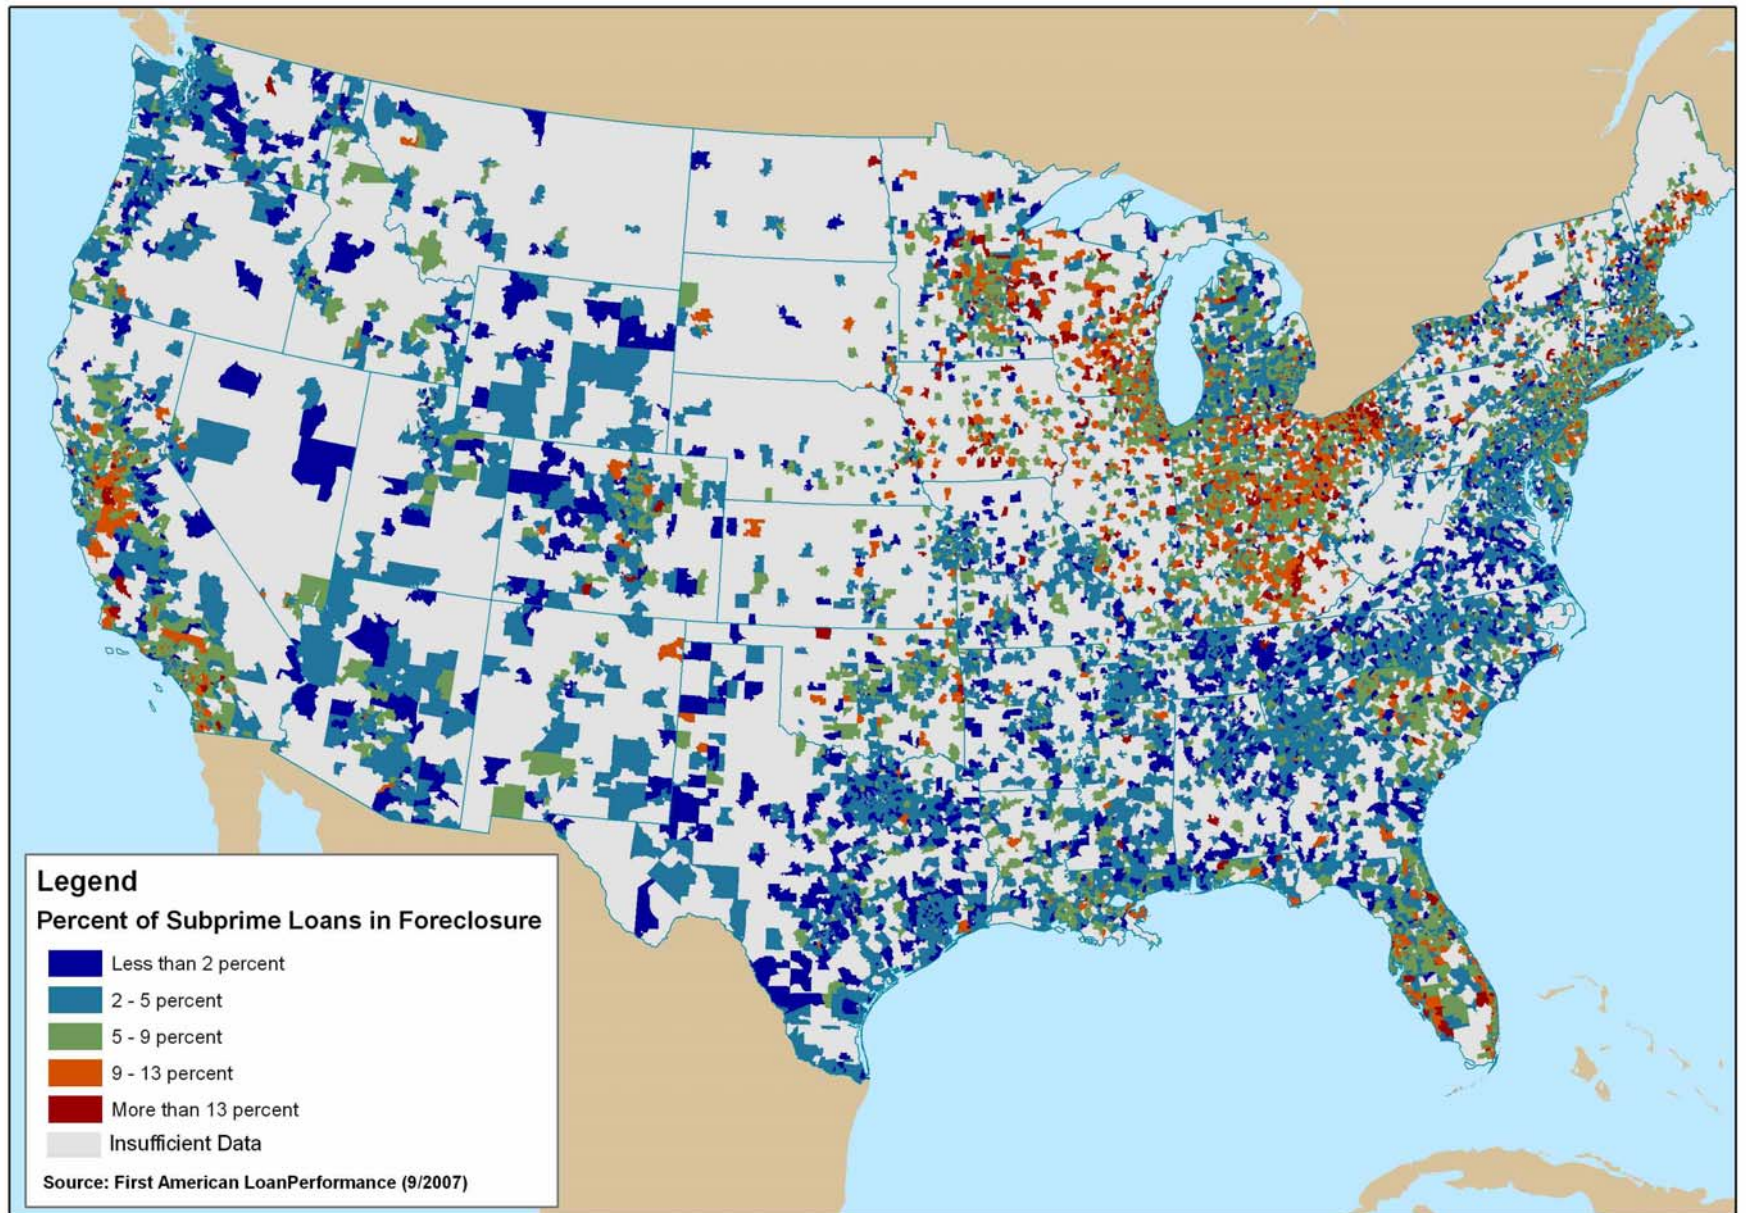 Legend
Percent of Subprime Loans in Foreclosure
Less than 2 percent
2 - 5 percent
5 - 9 percent
9 - 13 percent
More than 13 percent
Insufficient Data
Source: First American LoanPerformance (9/2007)